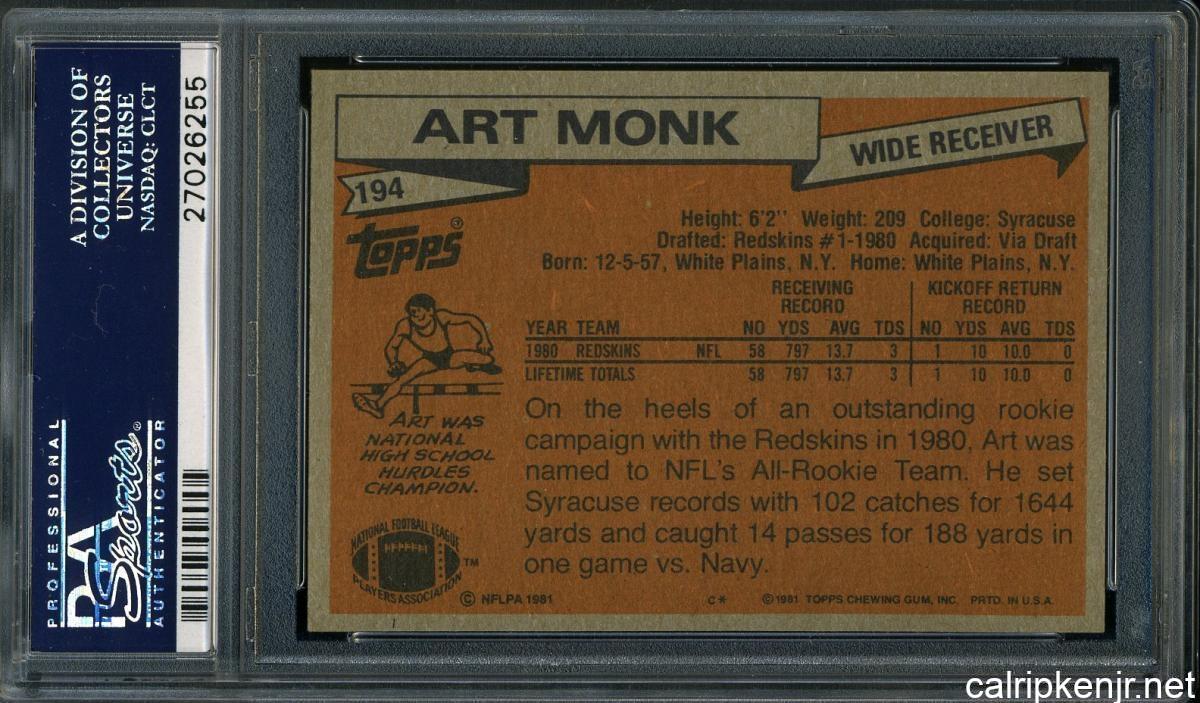 A DIVISION OF
COLLECTORS
UNIVERSE
NASDAQ: CLCT
27026255
PROFESSIONAL
PSA
Sports®
AUTHENTICATOR
ART MONK
WIDE RECEIVER
194
Topps®
Height: 6'2'' Weight: 209 College: Syracuse
Drafted: Redskins #1-1980 Acquired: Via Draft
Born: 12-5-57, White Plains, N.Y. Home: White Plains, N.Y.
RECEIVING RECORD KICKOFF RETURN RECORD
YEAR TEAM NO YDS AVG TDS NO YDS AVG TDS
1980 REDSKINS NFL 58 797 13.7 3 1 10 10.0 0
LIFETIME TOTALS 58 797 13.7 3 1 10 10.0 0
ART WAS
NATIONAL
HIGH SCHOOL
HURDLES
CHAMPION.
On the heels of an outstanding rookie
campaign with the Redskins in 1980, Art was
named to NFL's All-Rookie Team. He set
Syracuse records with 102 catches for 1644
yards and caught 14 passes for 188 yards in
one game vs. Navy.
NATIONAL FOOTBALL LEAGUE
PLAYERS ASSOCIATION
TM
© NFLPA 1981
C*
© 1981 TOPPS CHEWING GUM, INC. PRTD. IN U.S.A.
calripkenjr.net